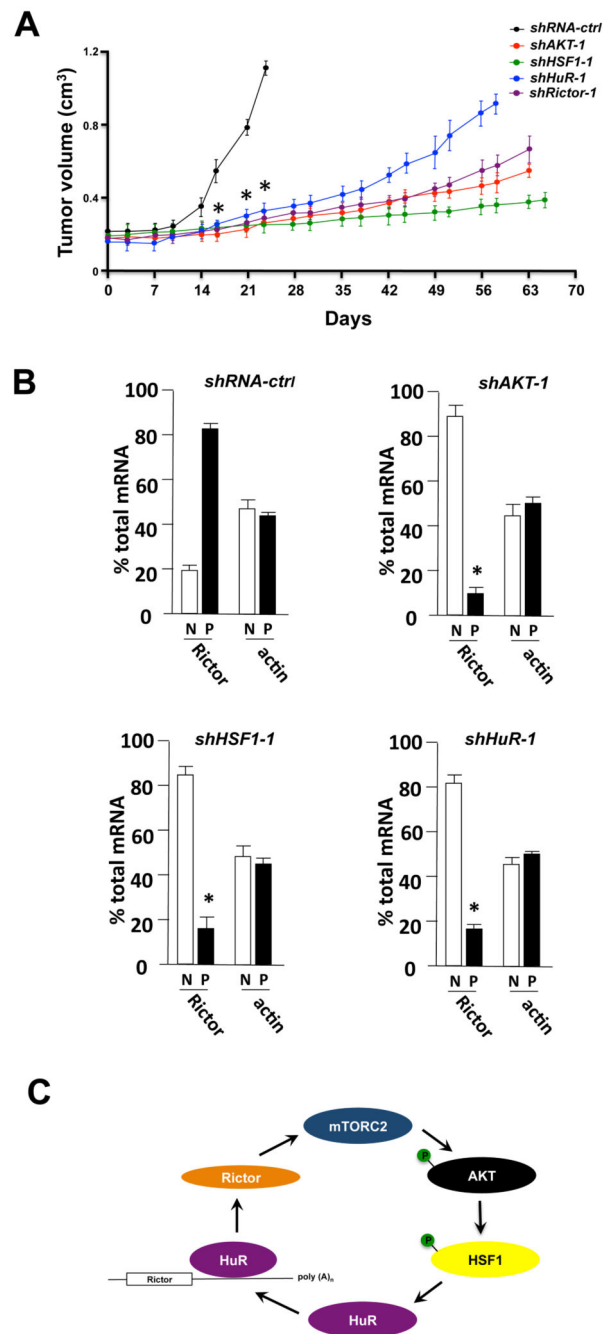 A
shRNA-ctrl
shAKT-1
shHSF1-1
shHuR-1
shRictor-1
Tumor volume (cm3)
1.2
0.8
0.4
0
* * *
0 7 14 21 28 35 42 49 56 63 70
Days
B
shRNA-ctrl
% total mRNA
100
80
60
40
20
0
N P N P
Rictor actin
shAKT-1
% total mRNA
100
80
60
40
20
0
*
N P N P
Rictor actin
shHSF1-1
% total mRNA
100
80
60
40
20
0
*
N P N P
Rictor actin
shHuR-1
% total mRNA
100
80
60
40
20
0
*
N P N P
Rictor actin
C
mTORC2
P
AKT
Rictor
P
HSF1
HuR
Rictor
poly (A)n
HuR